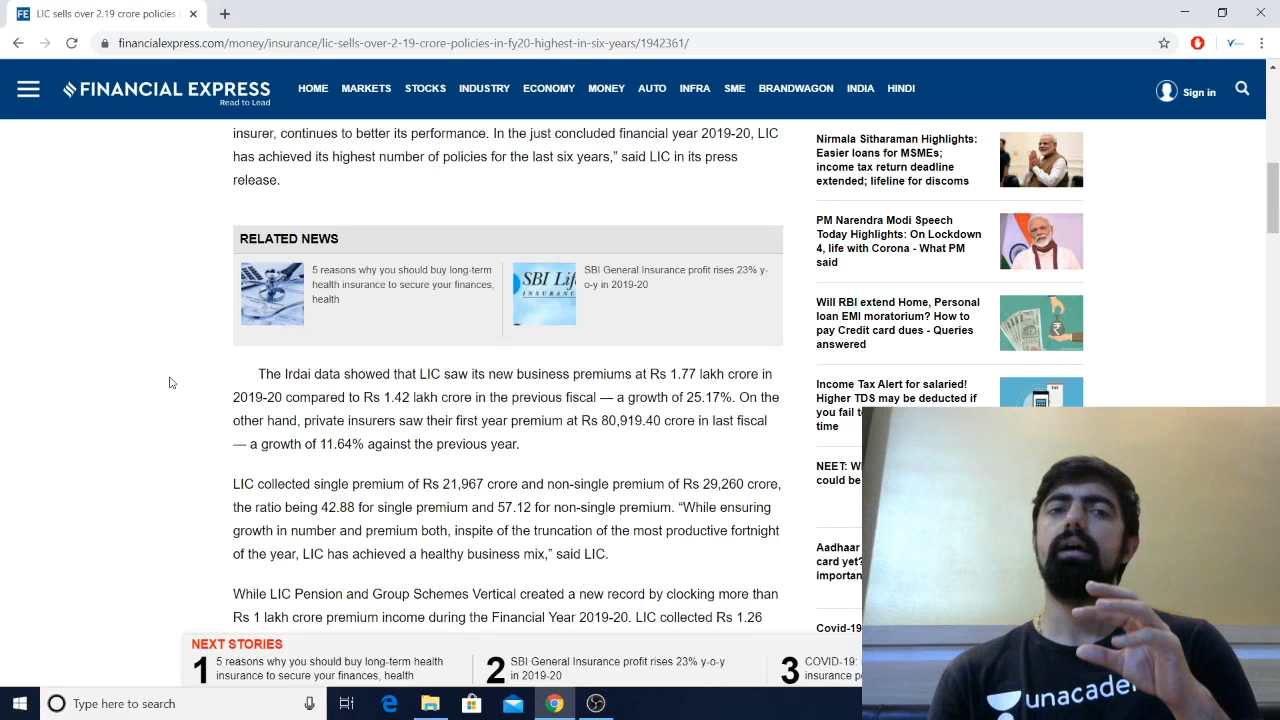 FE LIC sells over 2.19 crore policies
financialexpress.com/money/insurance/lic-sells-over-2-19-crore-policies-in-fy20-highest-in-six-years/1942361/
FINANCIAL EXPRESS
Read to Lead
HOME MARKETS STOCKS INDUSTRY ECONOMY MONEY AUTO INFRA SME BRANDWAGON INDIA HINDI
Sign in
insurer, continues to better its performance. In the just concluded financial year 2019-20, LIC
has achieved its highest number of policies for the last six years,” said LIC in its press
release.
RELATED NEWS
5 reasons why you should buy long-term
health insurance to secure your finances,
health
SBI Life
INSURANCE
SBI General Insurance profit rises 23% y-
o-y in 2019-20
The Irdai data showed that LIC saw its new business premiums at Rs 1.77 lakh crore in
2019-20 compared to Rs 1.42 lakh crore in the previous fiscal — a growth of 25.17%. On the
other hand, private insurers saw their first year premium at Rs 80,919.40 crore in last fiscal
— a growth of 11.64% against the previous year.
LIC collected single premium of Rs 21,967 crore and non-single premium of Rs 29,260 crore,
the ratio being 42.88 for single premium and 57.12 for non-single premium. “While ensuring
growth in number and premium both, inspite of the truncation of the most productive fortnight
of the year, LIC has achieved a healthy business mix,” said LIC.
While LIC Pension and Group Schemes Vertical created a new record by clocking more than
Rs 1 lakh crore premium income during the Financial Year 2019-20. LIC collected Rs 1.26
Nirmala Sitharaman Highlights:
Easier loans for MSMEs;
income tax return deadline
extended; lifeline for discoms
PM Narendra Modi Speech
Today Highlights: On Lockdown
4, life with Corona - What PM
said
Will RBI extend Home, Personal
loan EMI moratorium? How to
pay Credit card dues - Queries
answered
Income Tax Alert for salaried!
Higher TDS may be deducted if
you fail t
time
NEET: W
could be
Aadhaar
card yet?
important
Covid-19
NEXT STORIES
1 5 reasons why you should buy long-term health
insurance to secure your finances, health
2 SBI General Insurance profit rises 23% y-o-y
in 2019-20
3 COVID-19:
insurance p
unacade
Type here to search